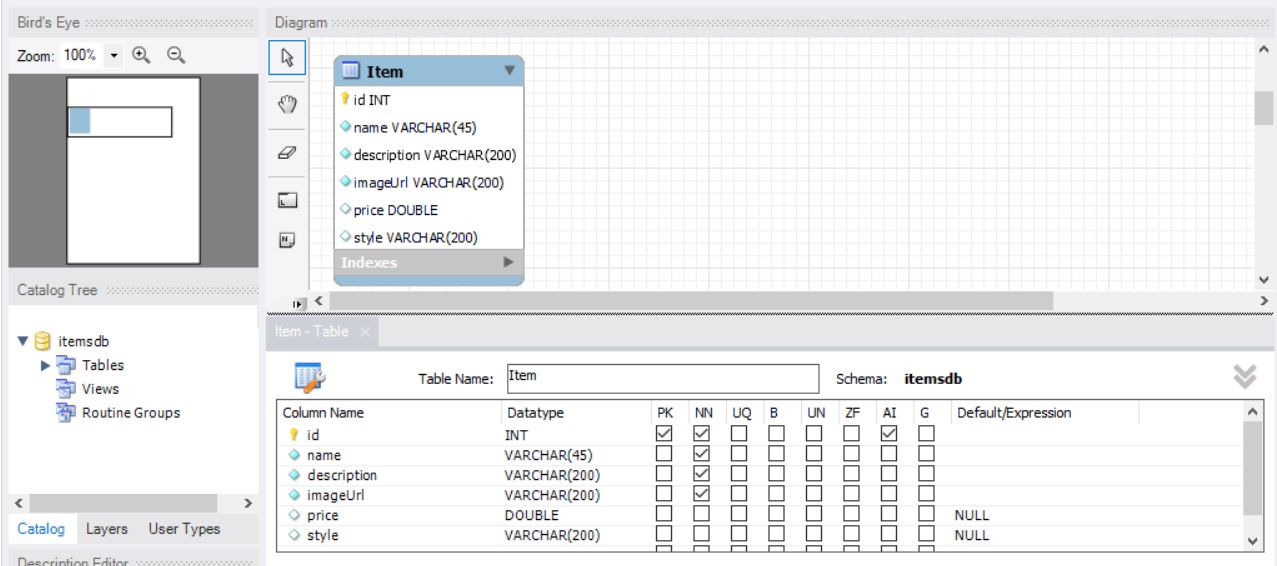 Bird's Eye
Zoom: 100%
Catalog Tree
itemsdb
Tables
Views
Routine Groups
Catalog Layers User Types
Description Editor
Diagram
Item
id INT
name VARCHAR(45)
description VARCHAR(200)
imageUrl VARCHAR(200)
price DOUBLE
style VARCHAR(200)
Indexes
Item - Table
Table Name: Item Schema: itemsdb
Column Name Datatype PK NN UQ B UN ZF AI G Default/Expression
id INT
name VARCHAR(45)
description VARCHAR(200)
imageUrl VARCHAR(200)
price DOUBLE NULL
style VARCHAR(200) NULL